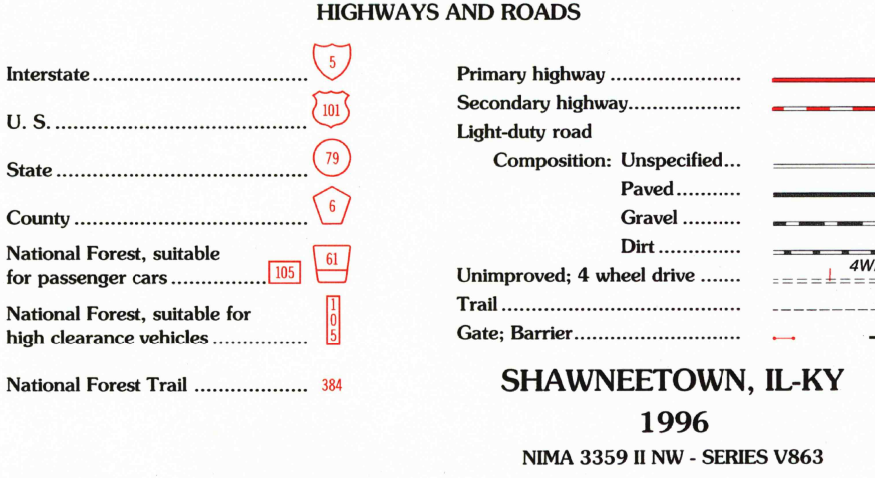 HIGHWAYS AND ROADS
Interstate ................................... 5
U. S. ......................................... 101
State ......................................... 79
County ...................................... 6
National Forest, suitable
for passenger cars ............... 105 61
National Forest, suitable for
high clearance vehicles ............... 105
National Forest Trail .................. 384
Primary highway ....................
Secondary highway.................
Light-duty road
Composition: Unspecified...
Paved...........
Gravel ..........
Dirt ..............
Unimproved; 4 wheel drive ....... 4W
Trail ..........................................
Gate; Barrier..............................
SHAWNEETOWN, IL-KY
1996
NIMA 3359 II NW - SERIES V863